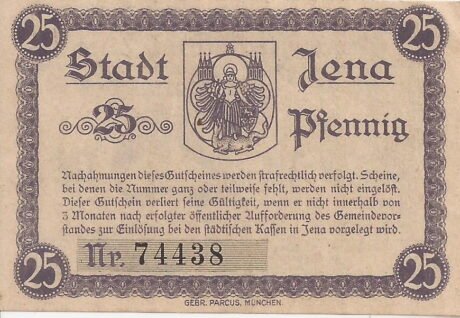 25 25
Stadt Jena
25 Pfennig
Nachahmungen dieses Gutscheines werden strafrechtlich verfolgt. Scheine,
bei denen die Nummer ganz oder teilweise fehlt, werden nicht eingelöst.
Dieser Gutschein verliert seine Gültigkeit, wenn er nicht innerhalb von
3 Monaten nach erfolgter öffentlicher Aufforderung des Gemeindevor-
standes zur Einlösung bei den städtischen Kassen in Jena vorgelegt wird.
Nr. 74438
25 25
GEBR. PARCUS, MÜNCHEN.